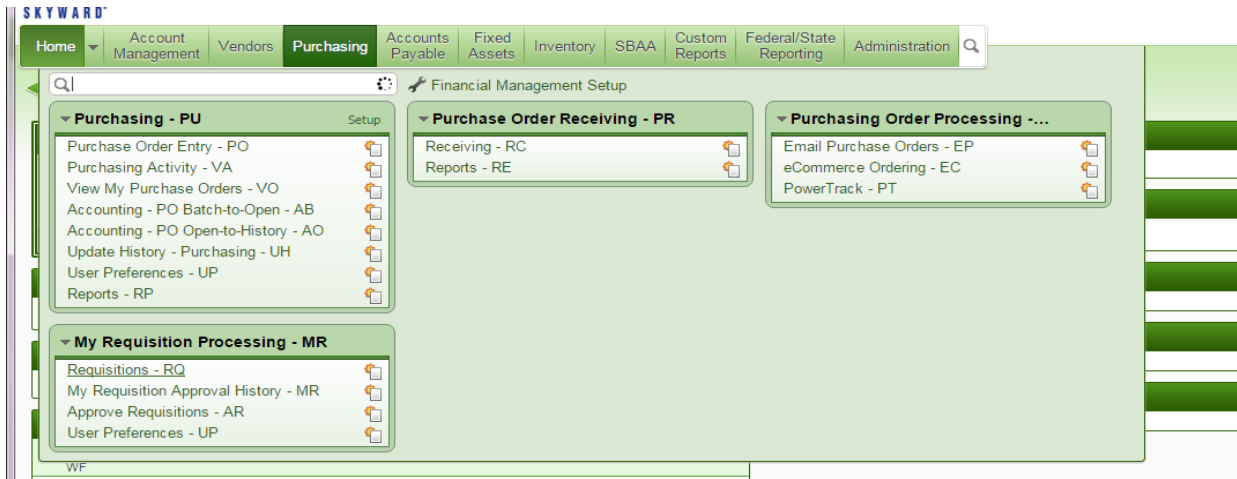 SKYWARD
Home
Account Management
Vendors
Purchasing
Accounts Payable
Fixed Assets
Inventory
SBAA
Custom Reports
Federal/State Reporting
Administration
Financial Management Setup
Purchasing - PU
Setup
Purchase Order Entry - PO
Purchasing Activity - VA
View My Purchase Orders - VO
Accounting - PO Batch-to-Open - AB
Accounting - PO Open-to-History - AO
Update History - Purchasing - UH
User Preferences - UP
Reports - RP
Purchase Order Receiving - PR
Receiving - RC
Reports - RE
Purchasing Order Processing -...
Email Purchase Orders - EP
eCommerce Ordering - EC
PowerTrack - PT
My Requisition Processing - MR
Requisitions - RQ
My Requisition Approval History - MR
Approve Requisitions - AR
User Preferences - UP
WF